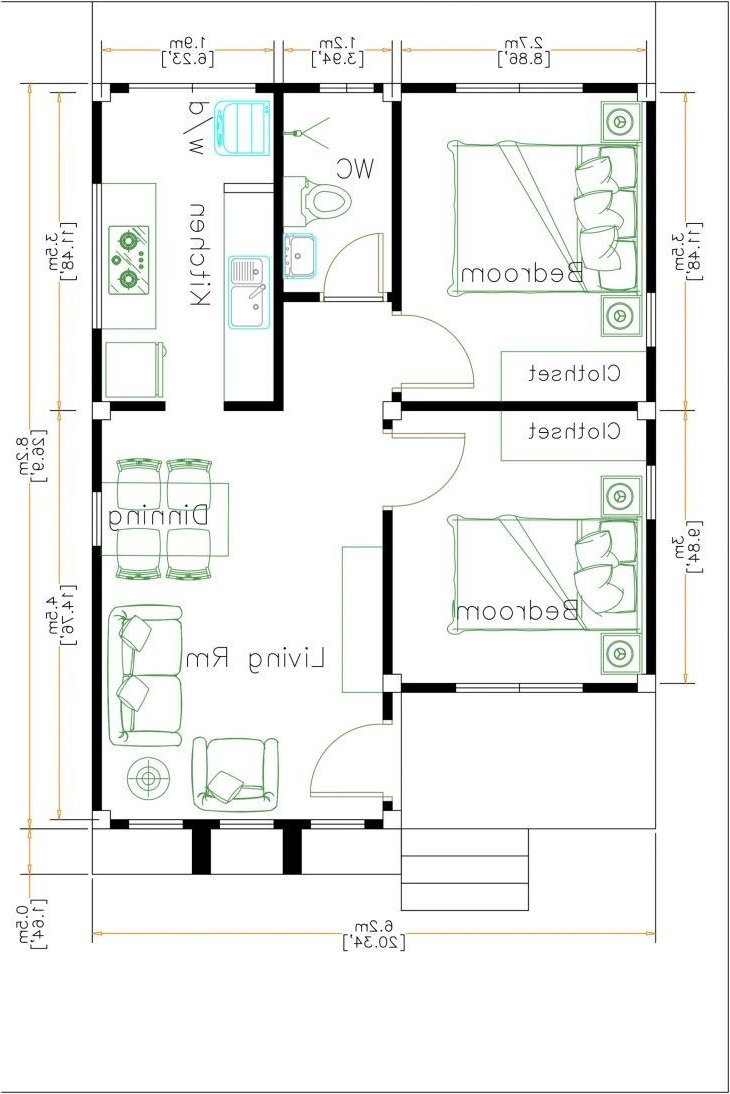 1.9m
[6.23']
1.2m
[3.94']
2.7m
[8.86']
w/d
WC
Kitchen
Bedroom
3.5m
[11.48']
3.5m
[11.48']
Clothset
Clothset
8.2m
[26.9']
Dinning
3m
[9.84']
4.5m
[14.76']
Bedroom
Living Rm
0.5m
[1.64']
6.2m
[20.34']